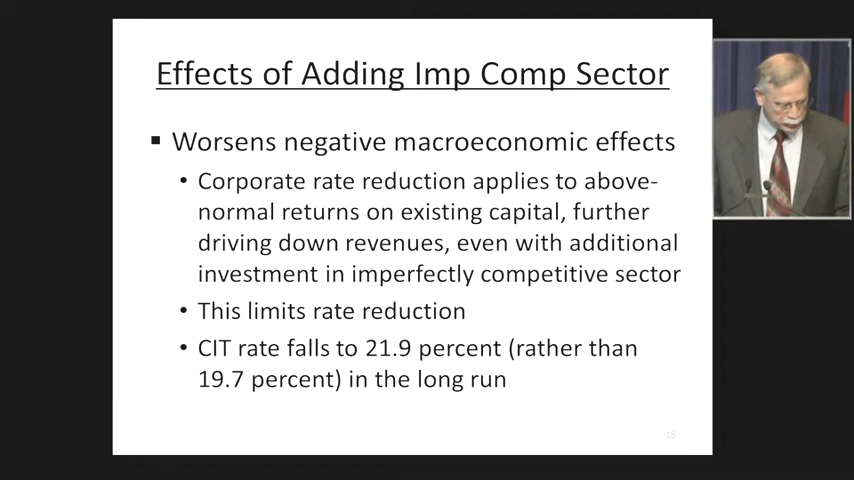 Effects of Adding Imp Comp Sector
▪ Worsens negative macroeconomic effects
• Corporate rate reduction applies to above-
normal returns on existing capital, further
driving down revenues, even with additional
investment in imperfectly competitive sector
• This limits rate reduction
• CIT rate falls to 21.9 percent (rather than
19.7 percent) in the long run
18